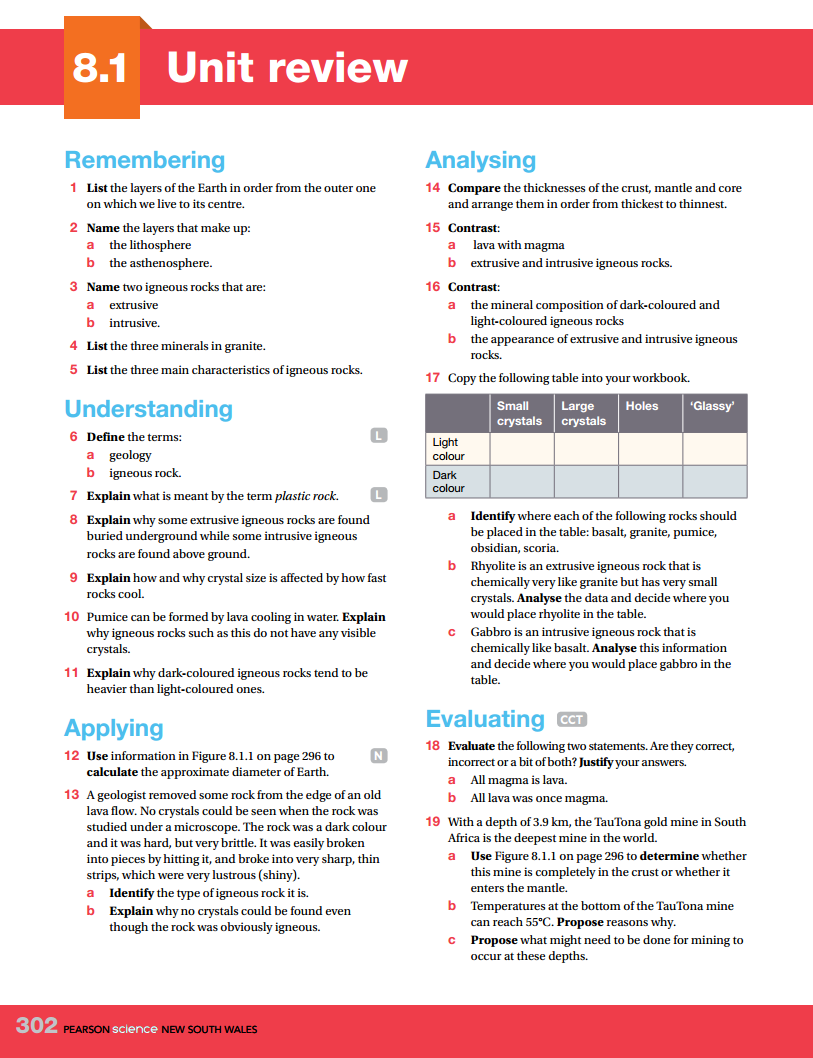 8.1 Unit review
Remembering
1 List the layers of the Earth in order from the outer one
on which we live to its centre.
2 Name the layers that make up:
a the lithosphere
b the asthenosphere.
3 Name two igneous rocks that are:
a extrusive
b intrusive.
4 List the three minerals in granite.
5 List the three main characteristics of igneous rocks.
Understanding
6 Define the terms: L
a geology
b igneous rock.
7 Explain what is meant by the term plastic rock. L
8 Explain why some extrusive igneous rocks are found
buried underground while some intrusive igneous
rocks are found above ground.
9 Explain how and why crystal size is affected by how fast
rocks cool.
10 Pumice can be formed by lava cooling in water. Explain
why igneous rocks such as this do not have any visible
crystals.
11 Explain why dark-coloured igneous rocks tend to be
heavier than light-coloured ones.
Applying
12 Use information in Figure 8.1.1 on page 296 to N
calculate the approximate diameter of Earth.
13 A geologist removed some rock from the edge of an old
lava flow. No crystals could be seen when the rock was
studied under a microscope. The rock was a dark colour
and it was hard, but very brittle. It was easily broken
into pieces by hitting it, and broke into very sharp, thin
strips, which were very lustrous (shiny).
a Identify the type of igneous rock it is.
b Explain why no crystals could be found even
though the rock was obviously igneous.
Analysing
14 Compare the thicknesses of the crust, mantle and core
and arrange them in order from thickest to thinnest.
15 Contrast:
a lava with magma
b extrusive and intrusive igneous rocks.
16 Contrast:
a the mineral composition of dark-coloured and
light-coloured igneous rocks
b the appearance of extrusive and intrusive igneous
rocks.
17 Copy the following table into your workbook.
Small Large Holes ‘Glassy’
crystals crystals
Light
colour
Dark
colour
a Identify where each of the following rocks should
be placed in the table: basalt, granite, pumice,
obsidian, scoria.
b Rhyolite is an extrusive igneous rock that is
chemically very like granite but has very small
crystals. Analyse the data and decide where you
would place rhyolite in the table.
c Gabbro is an intrusive igneous rock that is
chemically like basalt. Analyse this information
and decide where you would place gabbro in the
table.
Evaluating CCT
18 Evaluate the following two statements. Are they correct,
incorrect or a bit of both? Justify your answers.
a All magma is lava.
b All lava was once magma.
19 With a depth of 3.9 km, the TauTona gold mine in South
Africa is the deepest mine in the world.
a Use Figure 8.1.1 on page 296 to determine whether
this mine is completely in the crust or whether it
enters the mantle.
b Temperatures at the bottom of the TauTona mine
can reach 55°C. Propose reasons why.
c Propose what might need to be done for mining to
occur at these depths.
302 PEARSON science NEW SOUTH WALES